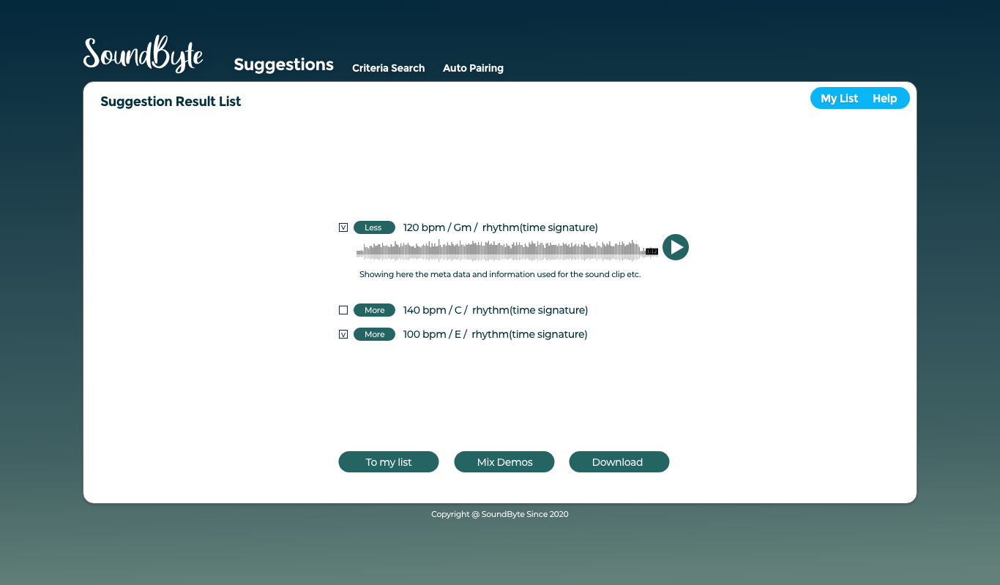 SoundByte
Suggestions Criteria Search Auto Pairing
Suggestion Result List
My List Help
v Less 120 bpm / Gm / rhythm(time signature)
1:12
Showing here the meta data and information used for the sound clip etc.
More 140 bpm / C / rhythm(time signature)
v More 100 bpm / E / rhythm(time signature)
To my list Mix Demos Download
Copyright @ SoundByte Since 2020